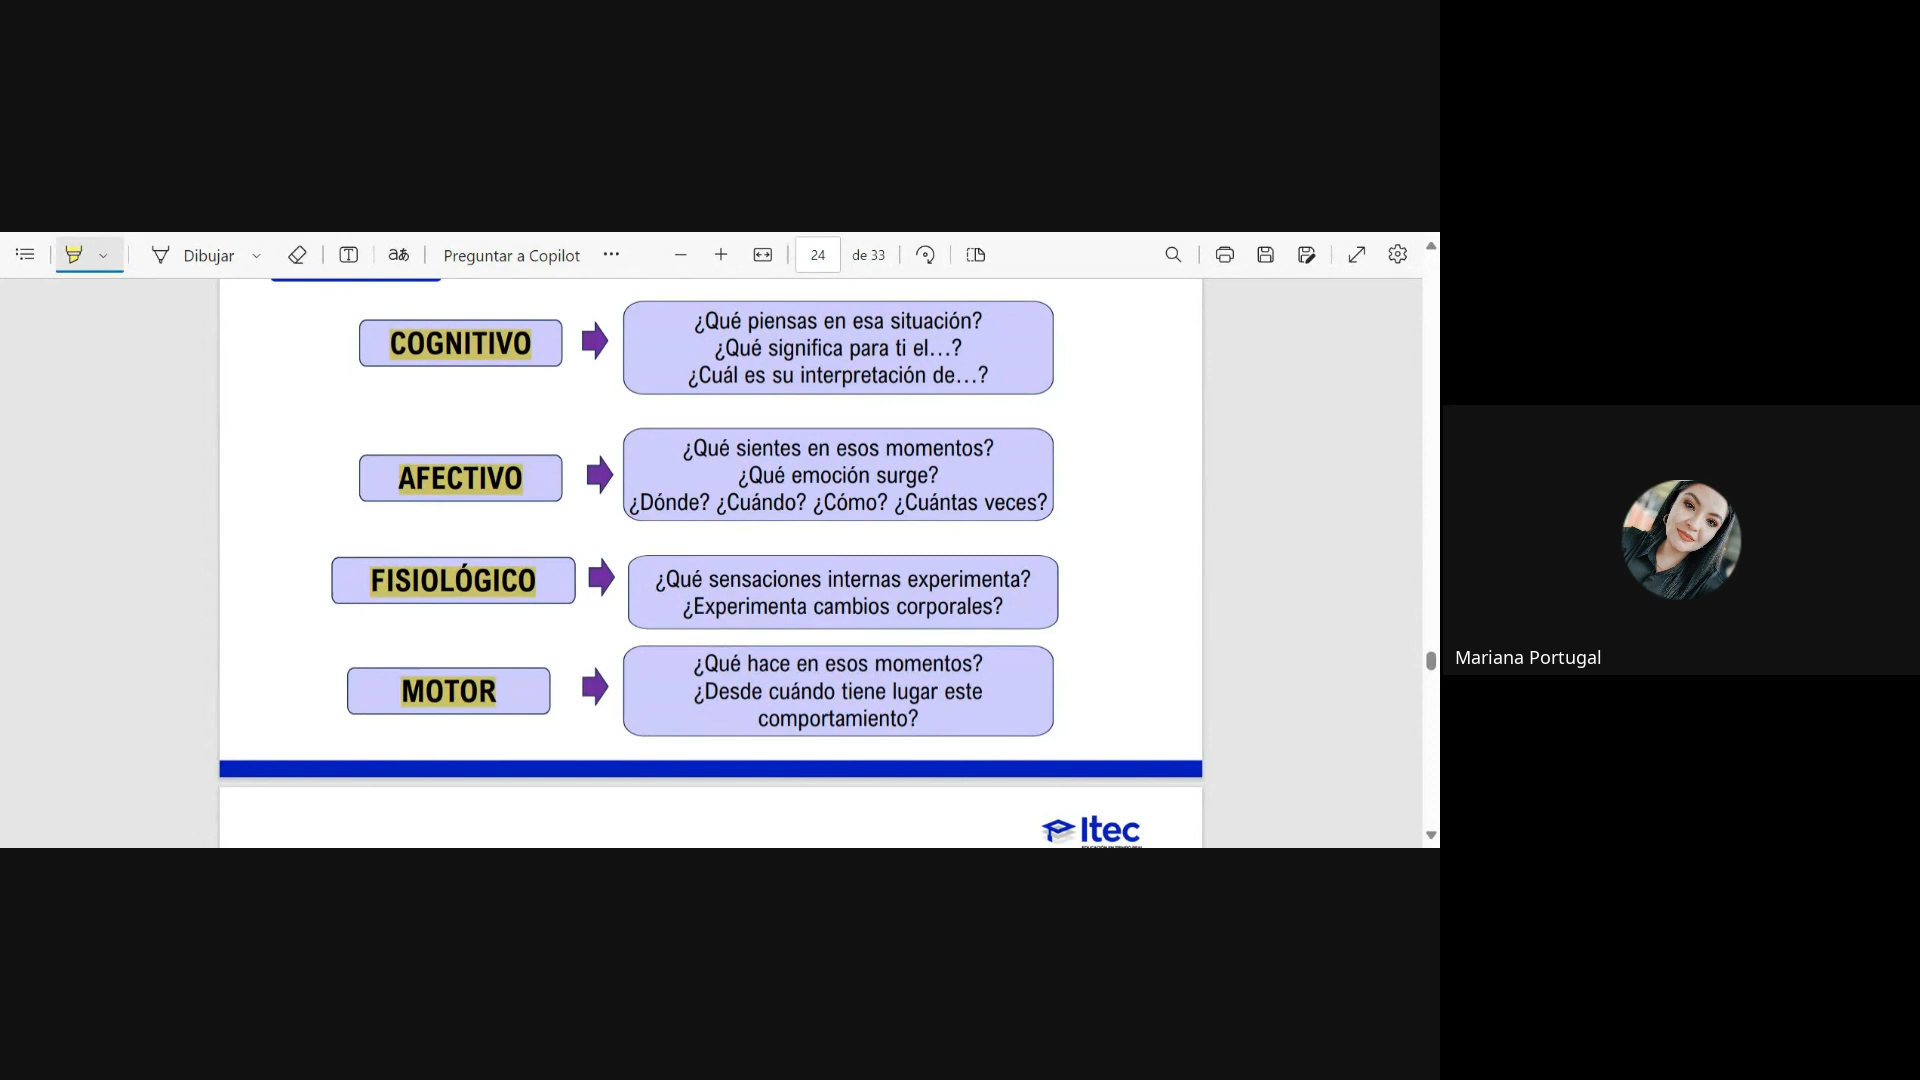 Dibujar
Preguntar a Copilot
24
de 33
COGNITIVO
¿Qué piensas en esa situación?
¿Qué significa para ti el...?
¿Cuál es su interpretación de...?
AFECTIVO
¿Qué sientes en esos momentos?
¿Qué emoción surge?
¿Dónde? ¿Cuándo? ¿Cómo? ¿Cuántas veces?
FISIOLÓGICO
¿Qué sensaciones internas experimenta?
¿Experimenta cambios corporales?
MOTOR
¿Qué hace en esos momentos?
¿Desde cuándo tiene lugar este
comportamiento?
Itec
Mariana Portugal